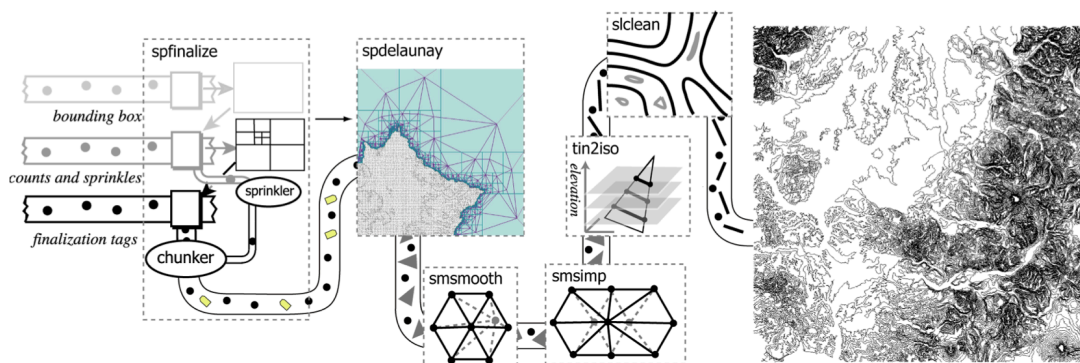 spfinalize
bounding box
counts and sprinkles
finalization tags
sprinkler
chunker
spdelaunay
smsmooth
smsimp
tin2iso
elevation
slclean